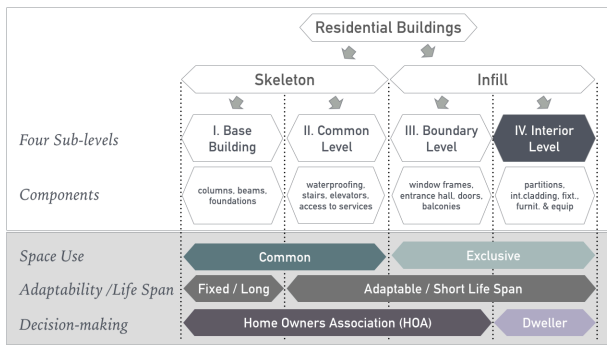 Residential Buildings
Skeleton
Infill
Four Sub-levels
I. Base
Building
II. Common
Level
III. Boundary
Level
IV. Interior
Level
Components
columns, beams,
foundations
waterproofing,
stairs, elevators,
access to services
window frames,
entrance hall, doors,
balconies
partitions,
int.cladding, fixt.,
furnit. & equip
Space Use
Common
Exclusive
Adaptability /Life Span
Fixed / Long
Adaptable / Short Life Span
Decision-making
Home Owners Association (HOA)
Dweller